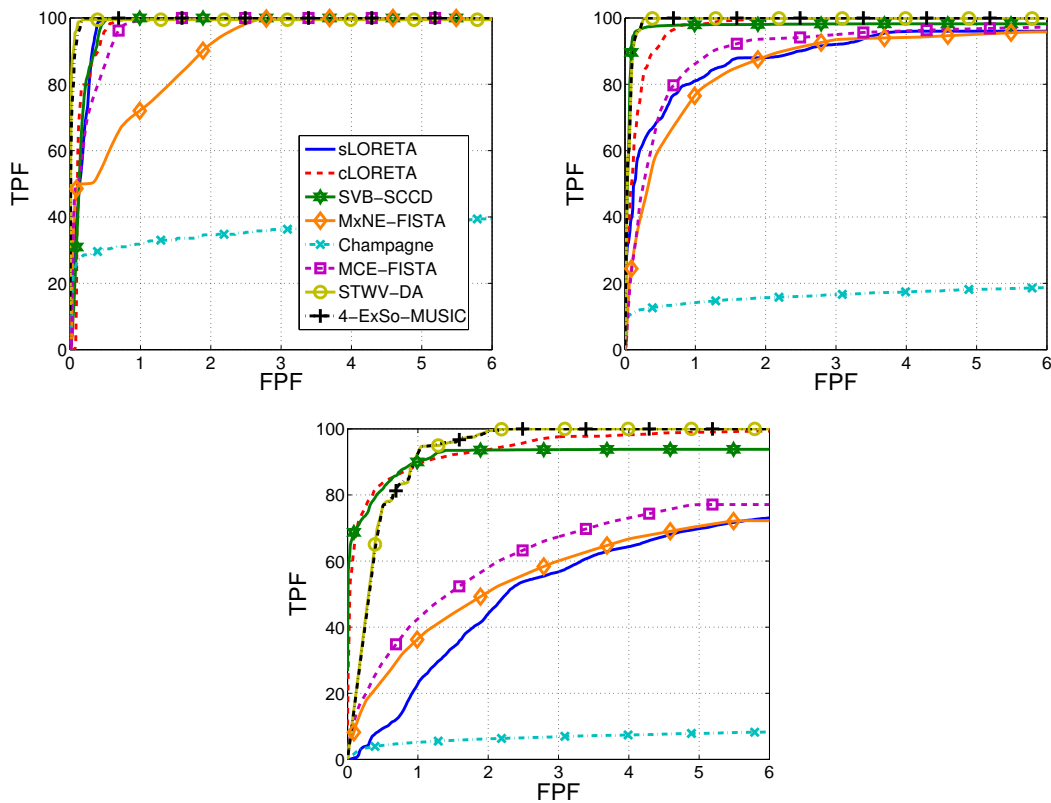 100
80
60
40
20
0
TPF
0 1 2 3 4 5 6
FPF
sLORETA
cLORETA
SVB−SCCD
MxNE−FISTA
Champagne
MCE−FISTA
STWV−DA
4−ExSo−MUSIC
100
80
60
40
20
0
TPF
0 1 2 3 4 5 6
FPF
100
80
60
40
20
0
TPF
0 1 2 3 4 5 6
FPF